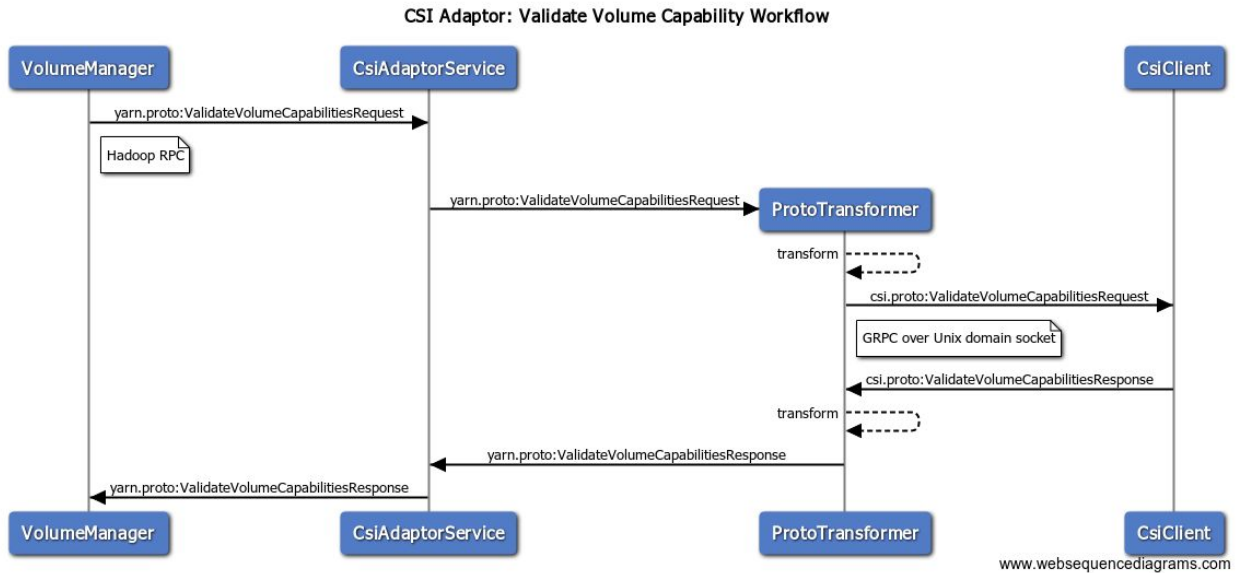 CSI Adaptor: Validate Volume Capability Workflow
VolumeManager
CsiAdaptorService
CsiClient
yarn.proto:ValidateVolumeCapabilitiesRequest
Hadoop RPC
yarn.proto:ValidateVolumeCapabilitiesRequest
ProtoTransformer
transform
csi.proto:ValidateVolumeCapabilitiesRequest
GRPC over Unix domain socket
csi.proto:ValidateVolumeCapabilitiesResponse
transform
yarn.proto:ValidateVolumeCapabilitiesResponse
yarn.proto:ValidateVolumeCapabilitiesResponse
VolumeManager
CsiAdaptorService
ProtoTransformer
CsiClient
www.websequencediagrams.com